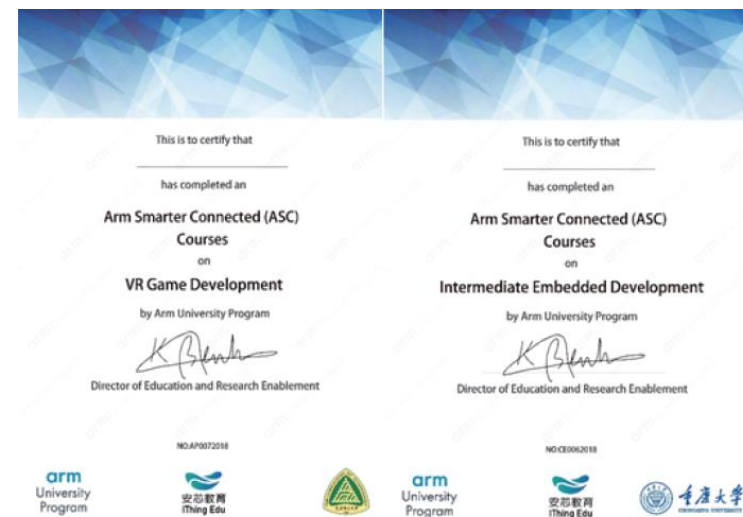 This is to certify that
has completed an
Arm Smarter Connected (ASC)
Courses
on
VR Game Development
by Arm University Program
Director of Education and Research Enablement
NO:AP0072018
arm
University
Program
安芯教育
iThing Edu
This is to certify that
has completed an
Arm Smarter Connected (ASC)
Courses
on
Intermediate Embedded Development
by Arm University Program
Director of Education and Research Enablement
NO:CE0062018
arm
University
Program
安芯教育
iThing Edu
重庆大学
CHONGQING UNIVERSITY